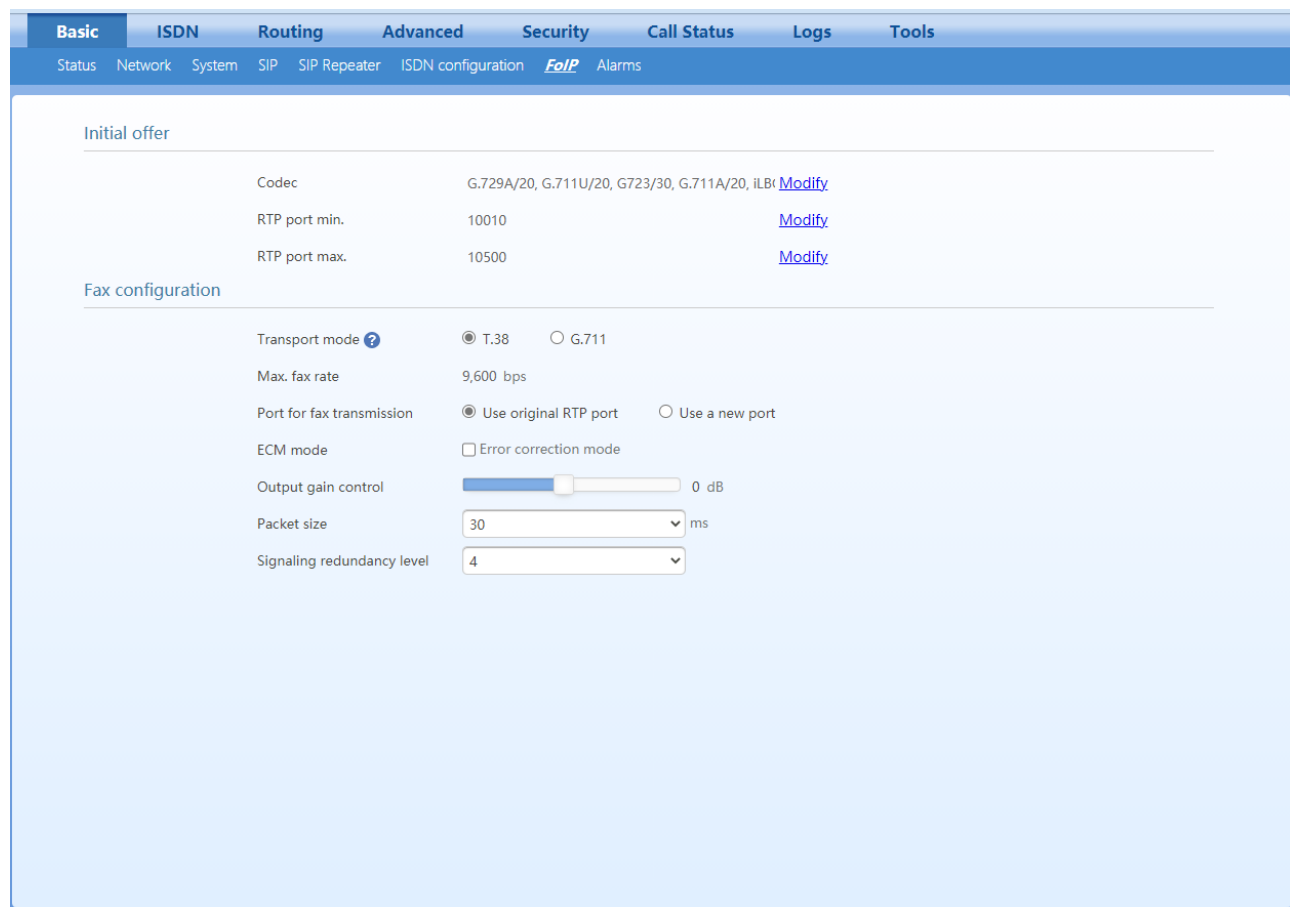 Basic ISDN Routing Advanced Security Call Status Logs Tools
Status Network System SIP SIP Repeater ISDN configuration FoIP Alarms
Initial offer
Codec G.729A/20, G.711U/20, G723/30, G.711A/20, iLBC Modify
RTP port min. 10010 Modify
RTP port max. 10500 Modify
Fax configuration
Transport mode ? T.38 G.711
Max. fax rate 9,600 bps
Port for fax transmission Use original RTP port Use a new port
ECM mode Error correction mode
Output gain control 0 dB
Packet size 30 ms
Signaling redundancy level 4